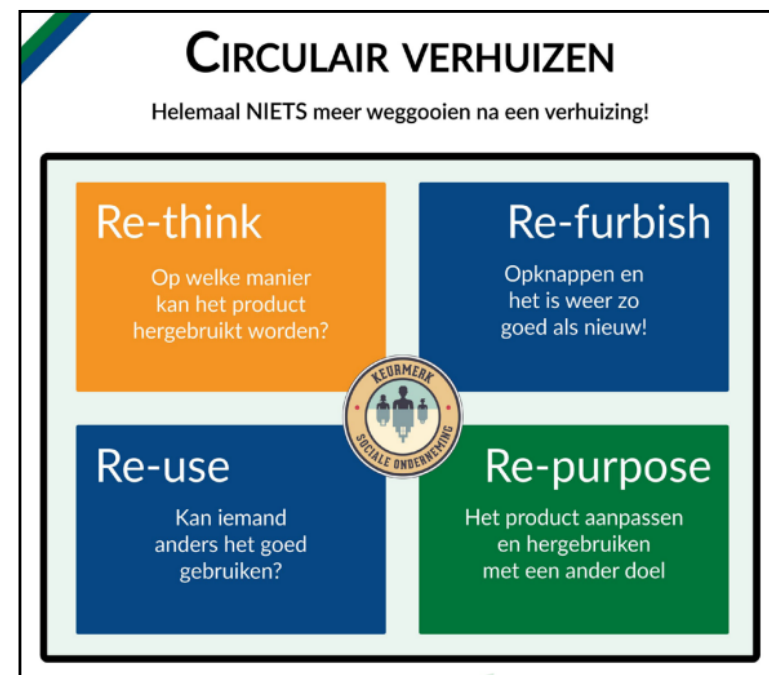 CIRCULAIR VERHUIZEN
Helemaal NIETS meer weggooien na een verhuizing!
Re-think
Op welke manier
kan het product
hergebruikt worden?
Re-furbish
Opknappen en
het is weer zo
goed als nieuw!
KEURMERK
SOCIALE ONDERNEMING
Re-use
Kan iemand
anders het goed
gebruiken?
Re-purpose
Het product aanpassen
en hergebruiken
met een ander doel